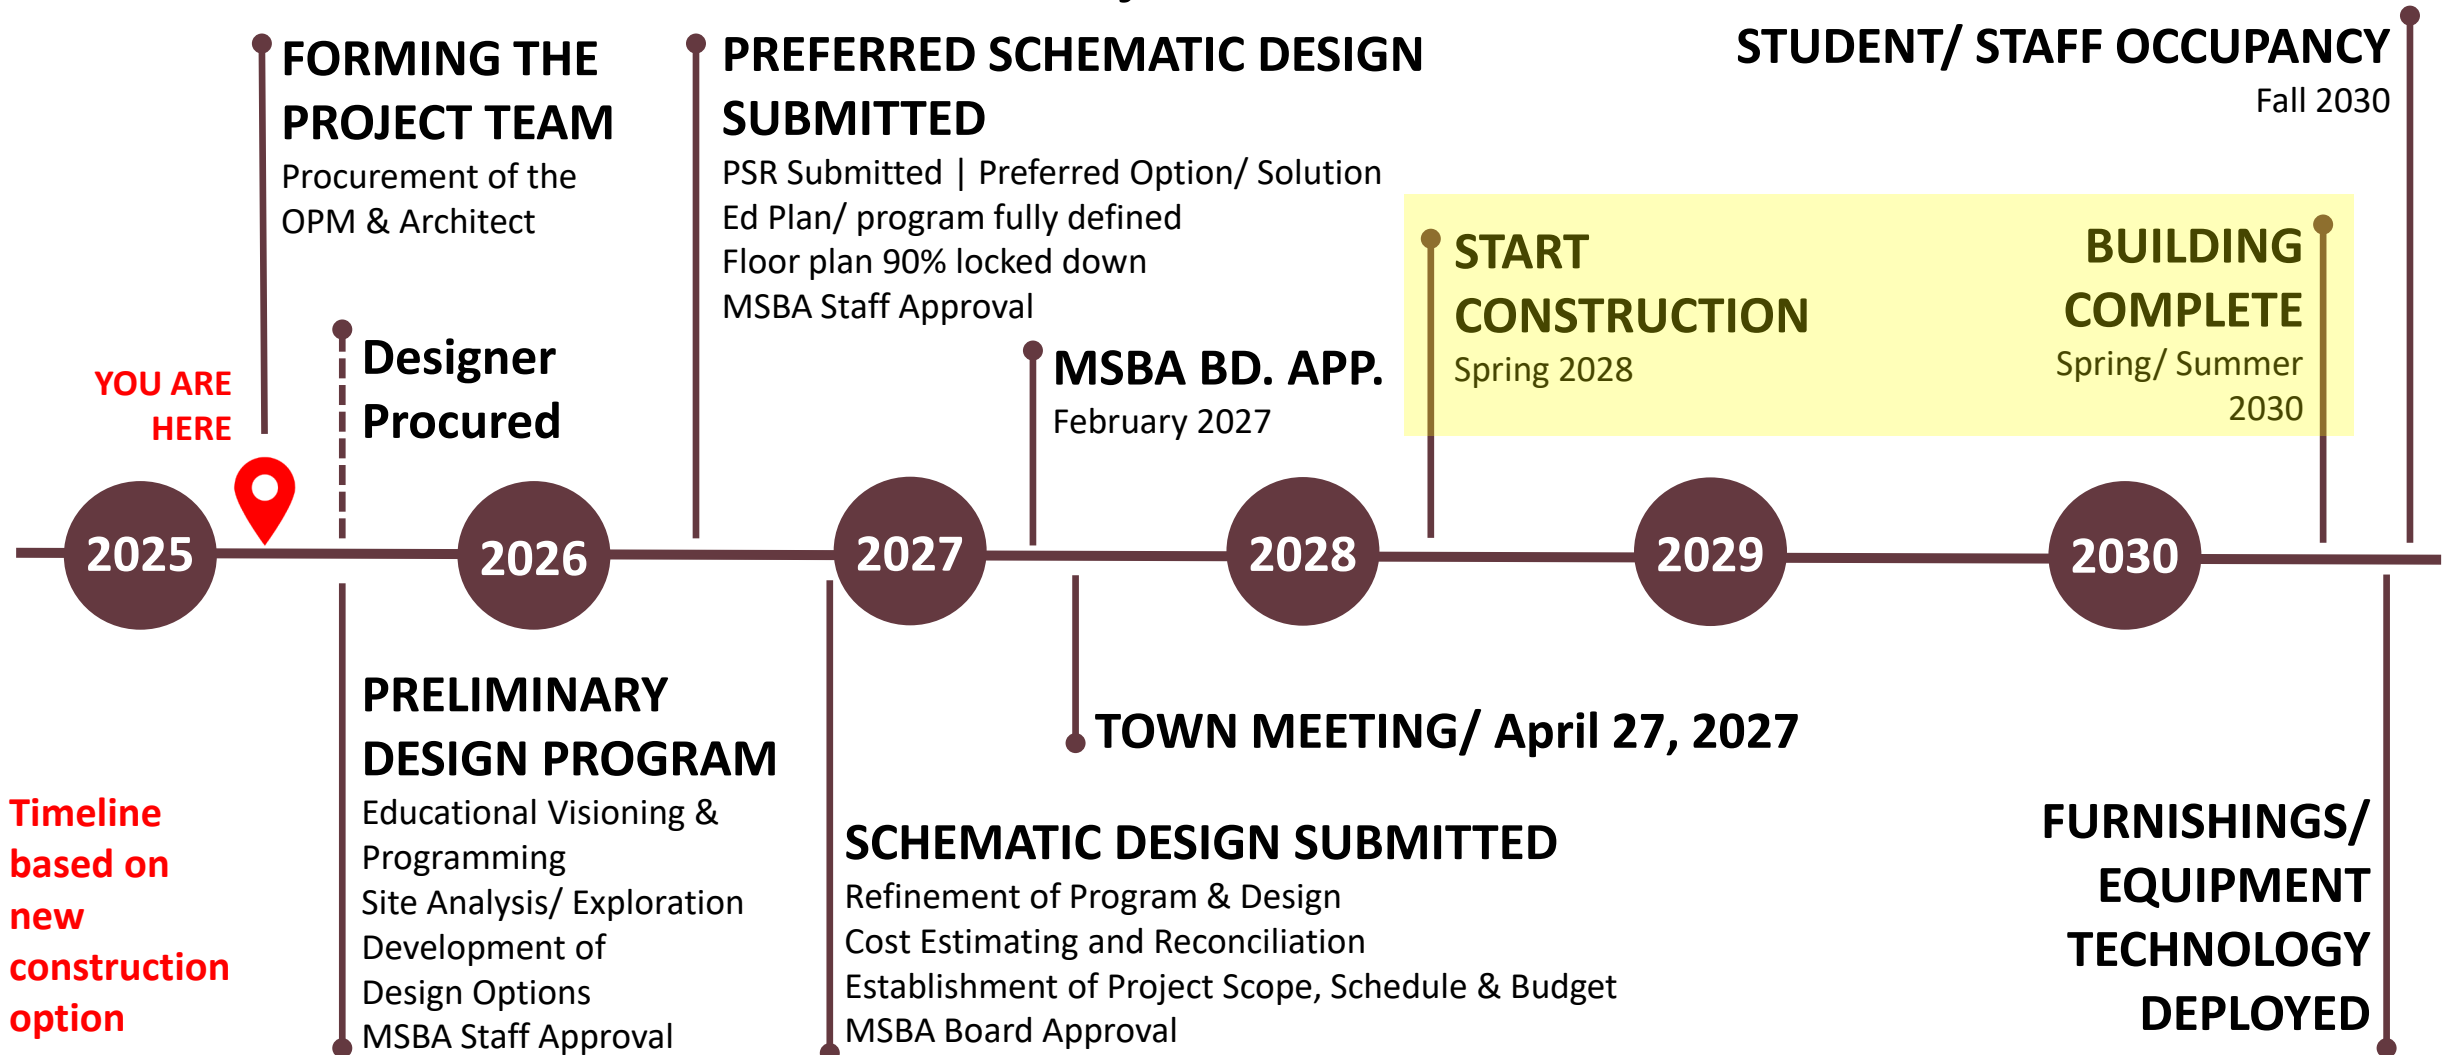 FORMING THE
PROJECT TEAM
Procurement of the
OPM & Architect
PREFERRED SCHEMATIC DESIGN
SUBMITTED
PSR Submitted | Preferred Option/ Solution
Ed Plan/ program fully defined
Floor plan 90% locked down
MSBA Staff Approval
STUDENT/ STAFF OCCUPANCY
Fall 2030
START
CONSTRUCTION
Spring 2028
BUILDING
COMPLETE
Spring/ Summer
2030
Designer
Procured
YOU ARE
HERE
MSBA BD. APP.
February 2027
2025
2026
2027
2028
2029
2030
PRELIMINARY
DESIGN PROGRAM
Educational Visioning &
Programming
Site Analysis/ Exploration
Development of
Design Options
MSBA Staff Approval
TOWN MEETING/ April 27, 2027
SCHEMATIC DESIGN SUBMITTED
Refinement of Program & Design
Cost Estimating and Reconciliation
Establishment of Project Scope, Schedule & Budget
MSBA Board Approval
FURNISHINGS/
EQUIPMENT
TECHNOLOGY
DEPLOYED
Timeline
based on
new
construction
option